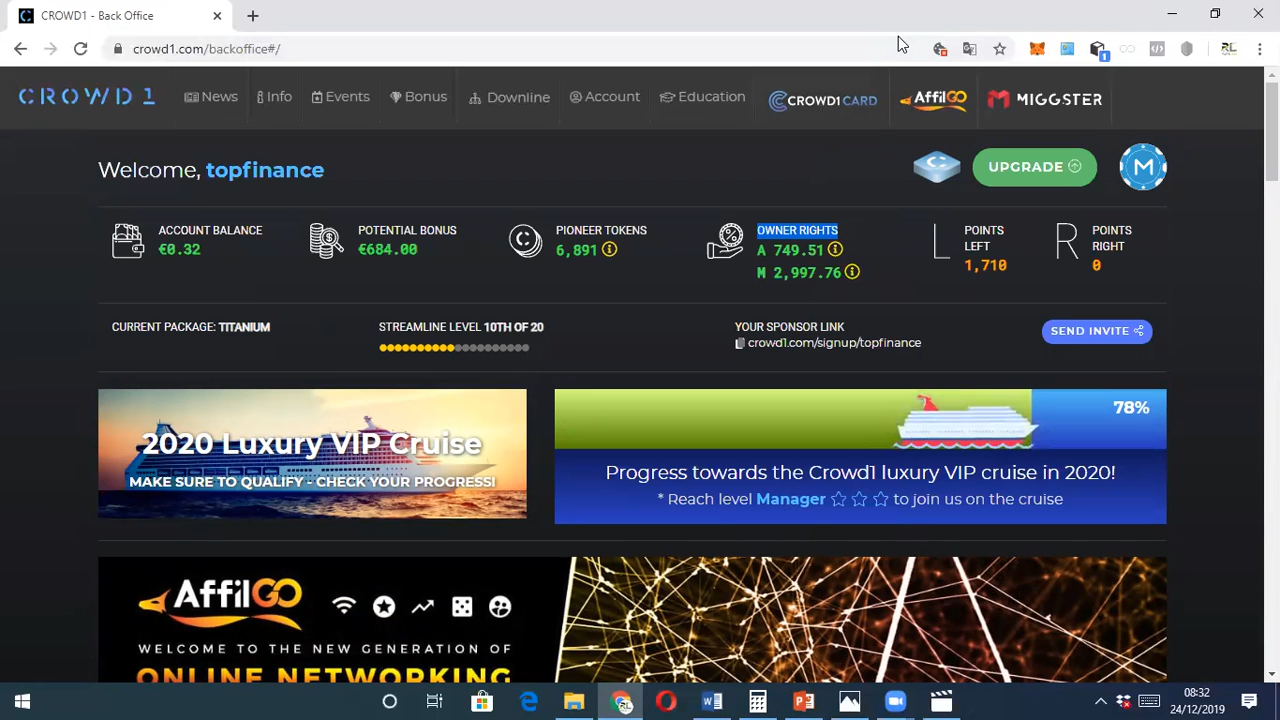 CROWD1 - Back Office
crowd1.com/backoffice#/
CROWD1 News Info Events Bonus Downline Account Education CROWD1CARD AffilGO MIGGSTER
Welcome, topfinance
UPGRADE
M
ACCOUNT BALANCE
€0.32
POTENTIAL BONUS
€684.00
PIONEER TOKENS
6,891
OWNER RIGHTS
A 749.51
M 2,997.76
L
POINTS
LEFT
1,710
R
POINTS
RIGHT
0
CURRENT PACKAGE: TITANIUM
STREAMLINE LEVEL 10TH OF 20
YOUR SPONSOR LINK
crowd1.com/signup/topfinance
SEND INVITE
2020 Luxury VIP Cruise
MAKE SURE TO QUALIFY - CHECK YOUR PROGRESS!
78%
Progress towards the Crowd1 luxury VIP cruise in 2020!
* Reach level Manager to join us on the cruise
AffilGO
WELCOME TO THE NEW GENERATION OF
ONLINE NETWORKING
08:32
24/12/2019